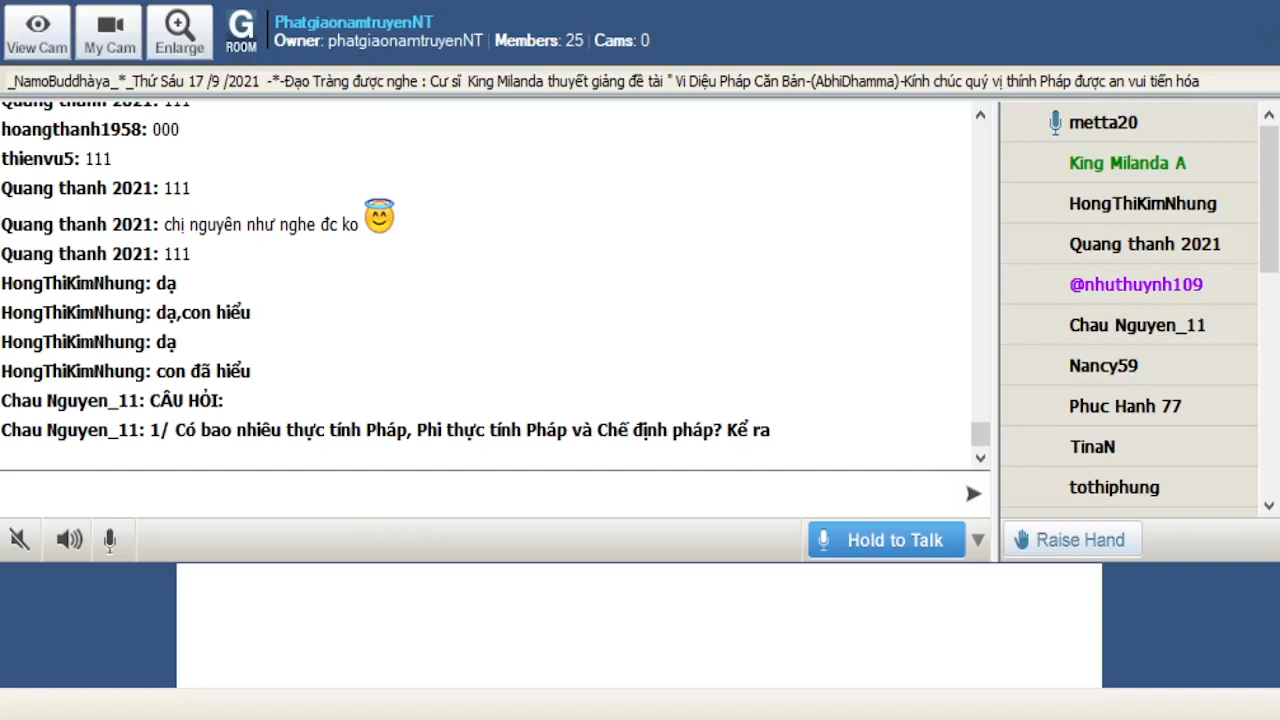 PhatgiaonamtruyenNT
View Cam
My Cam
Enlarge
G
ROOM
Owner: phatgiaonamtruyenNT | Members: 25 | Cams: 0
_NamoBuddhàya_*_Thứ Sáu 17 /9 /2021 -*-Đạo Tràng được nghe : Cư sĩ King Milanda thuyết giảng đề tài " Vi Diệu Pháp Căn Bản-(AbhiDhamma)-Kính chúc quý vị thính Pháp được an vui tiến hóa
Quang thanh 2021: 111
hoangthanh1958: 000
thienvu5: 111
Quang thanh 2021: 111
Quang thanh 2021: chị nguyên như nghe đc ko
Quang thanh 2021: 111
HongThiKimNhung: dạ
HongThiKimNhung: dạ,con hiểu
HongThiKimNhung: dạ
HongThiKimNhung: con đã hiểu
Chau Nguyen_11: CÂU HỎI:
Chau Nguyen_11: 1/ Có bao nhiêu thực tính Pháp, Phi thực tính Pháp và Chế định pháp? Kể ra
metta20
King Milanda A
HongThiKimNhung
Quang thanh 2021
@nhuthuynh109
Chau Nguyen_11
Nancy59
Phuc Hanh 77
TinaN
tothiphung
Hold to Talk
Raise Hand